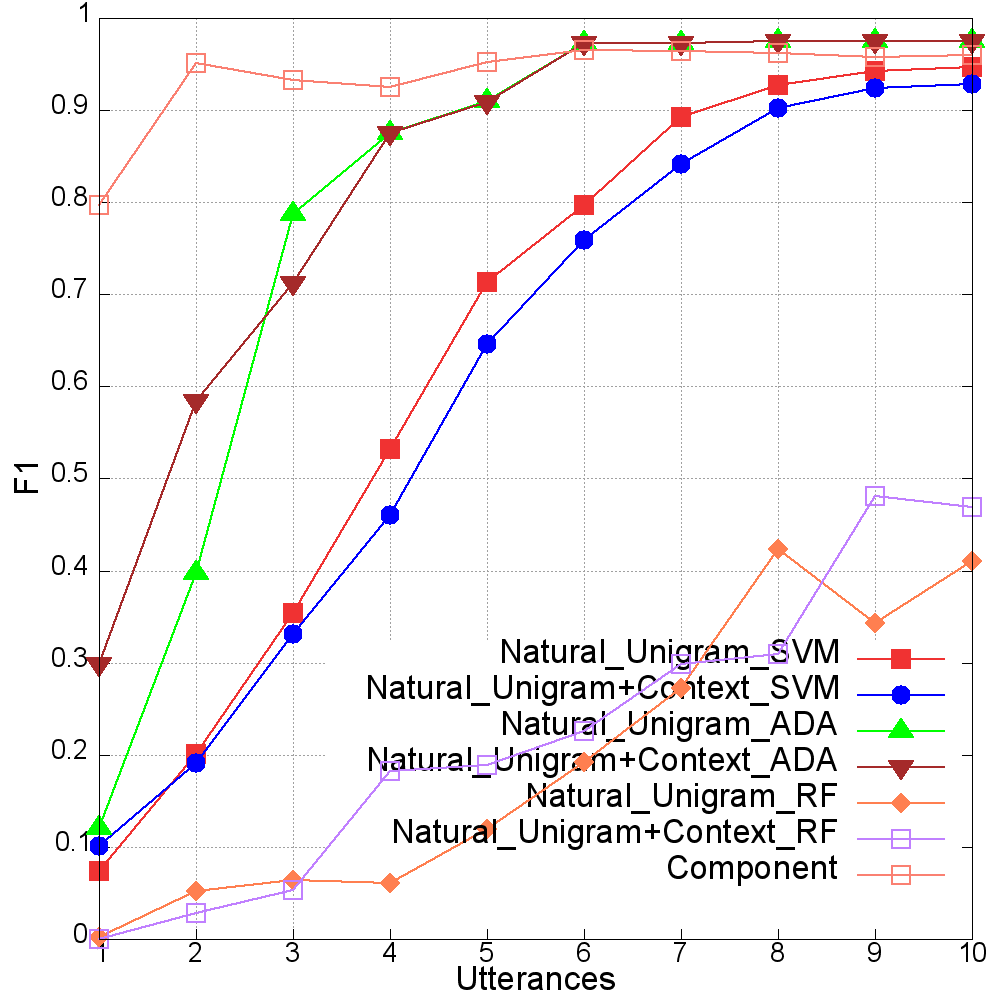 1
0.9
0.8
0.7
0.6
0.5
0.4
0.3
0.2
0.1
0
F1
Natural_Unigram_SVM
Natural_Unigram+Context_SVM
Natural_Unigram_ADA
Natural_Unigram+Context_ADA
Natural_Unigram_RF
Natural_Unigram+Context_RF
Component
1 2 3 4 5 6 7 8 9 10
Utterances